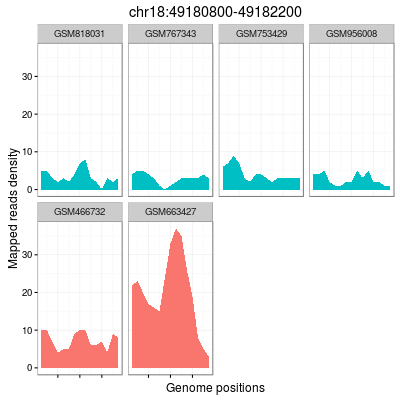 chr18:49180800-49182200
GSM818031 GSM767343 GSM753429 GSM956008
30
20
10
0
GSM466732 GSM663427
30
20
10
0
Mapped reads density
Genome positions